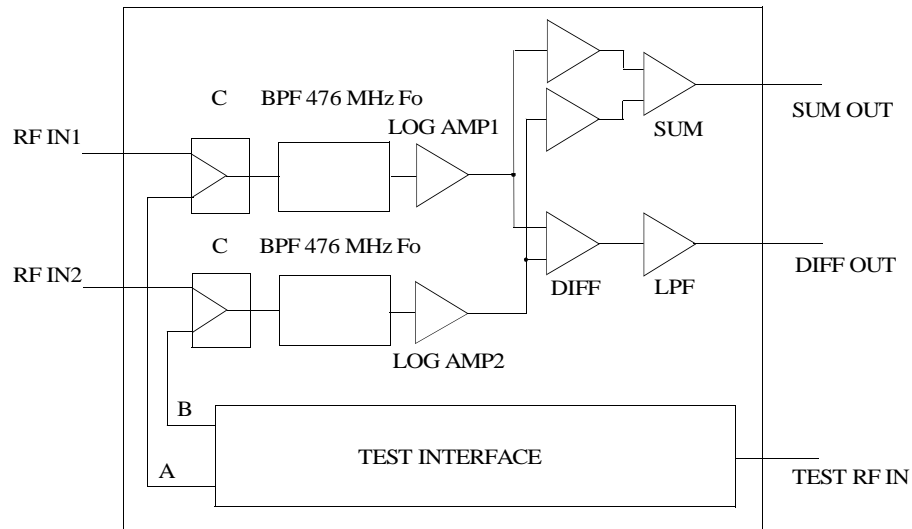 C BPF 476 MHz Fo
RF IN1
LOG AMP1
SUM
SUM OUT
C BPF 476 MHz Fo
RF IN2
DIFF
LPF
DIFF OUT
LOG AMP2
B
A
TEST INTERFACE
TEST RF IN